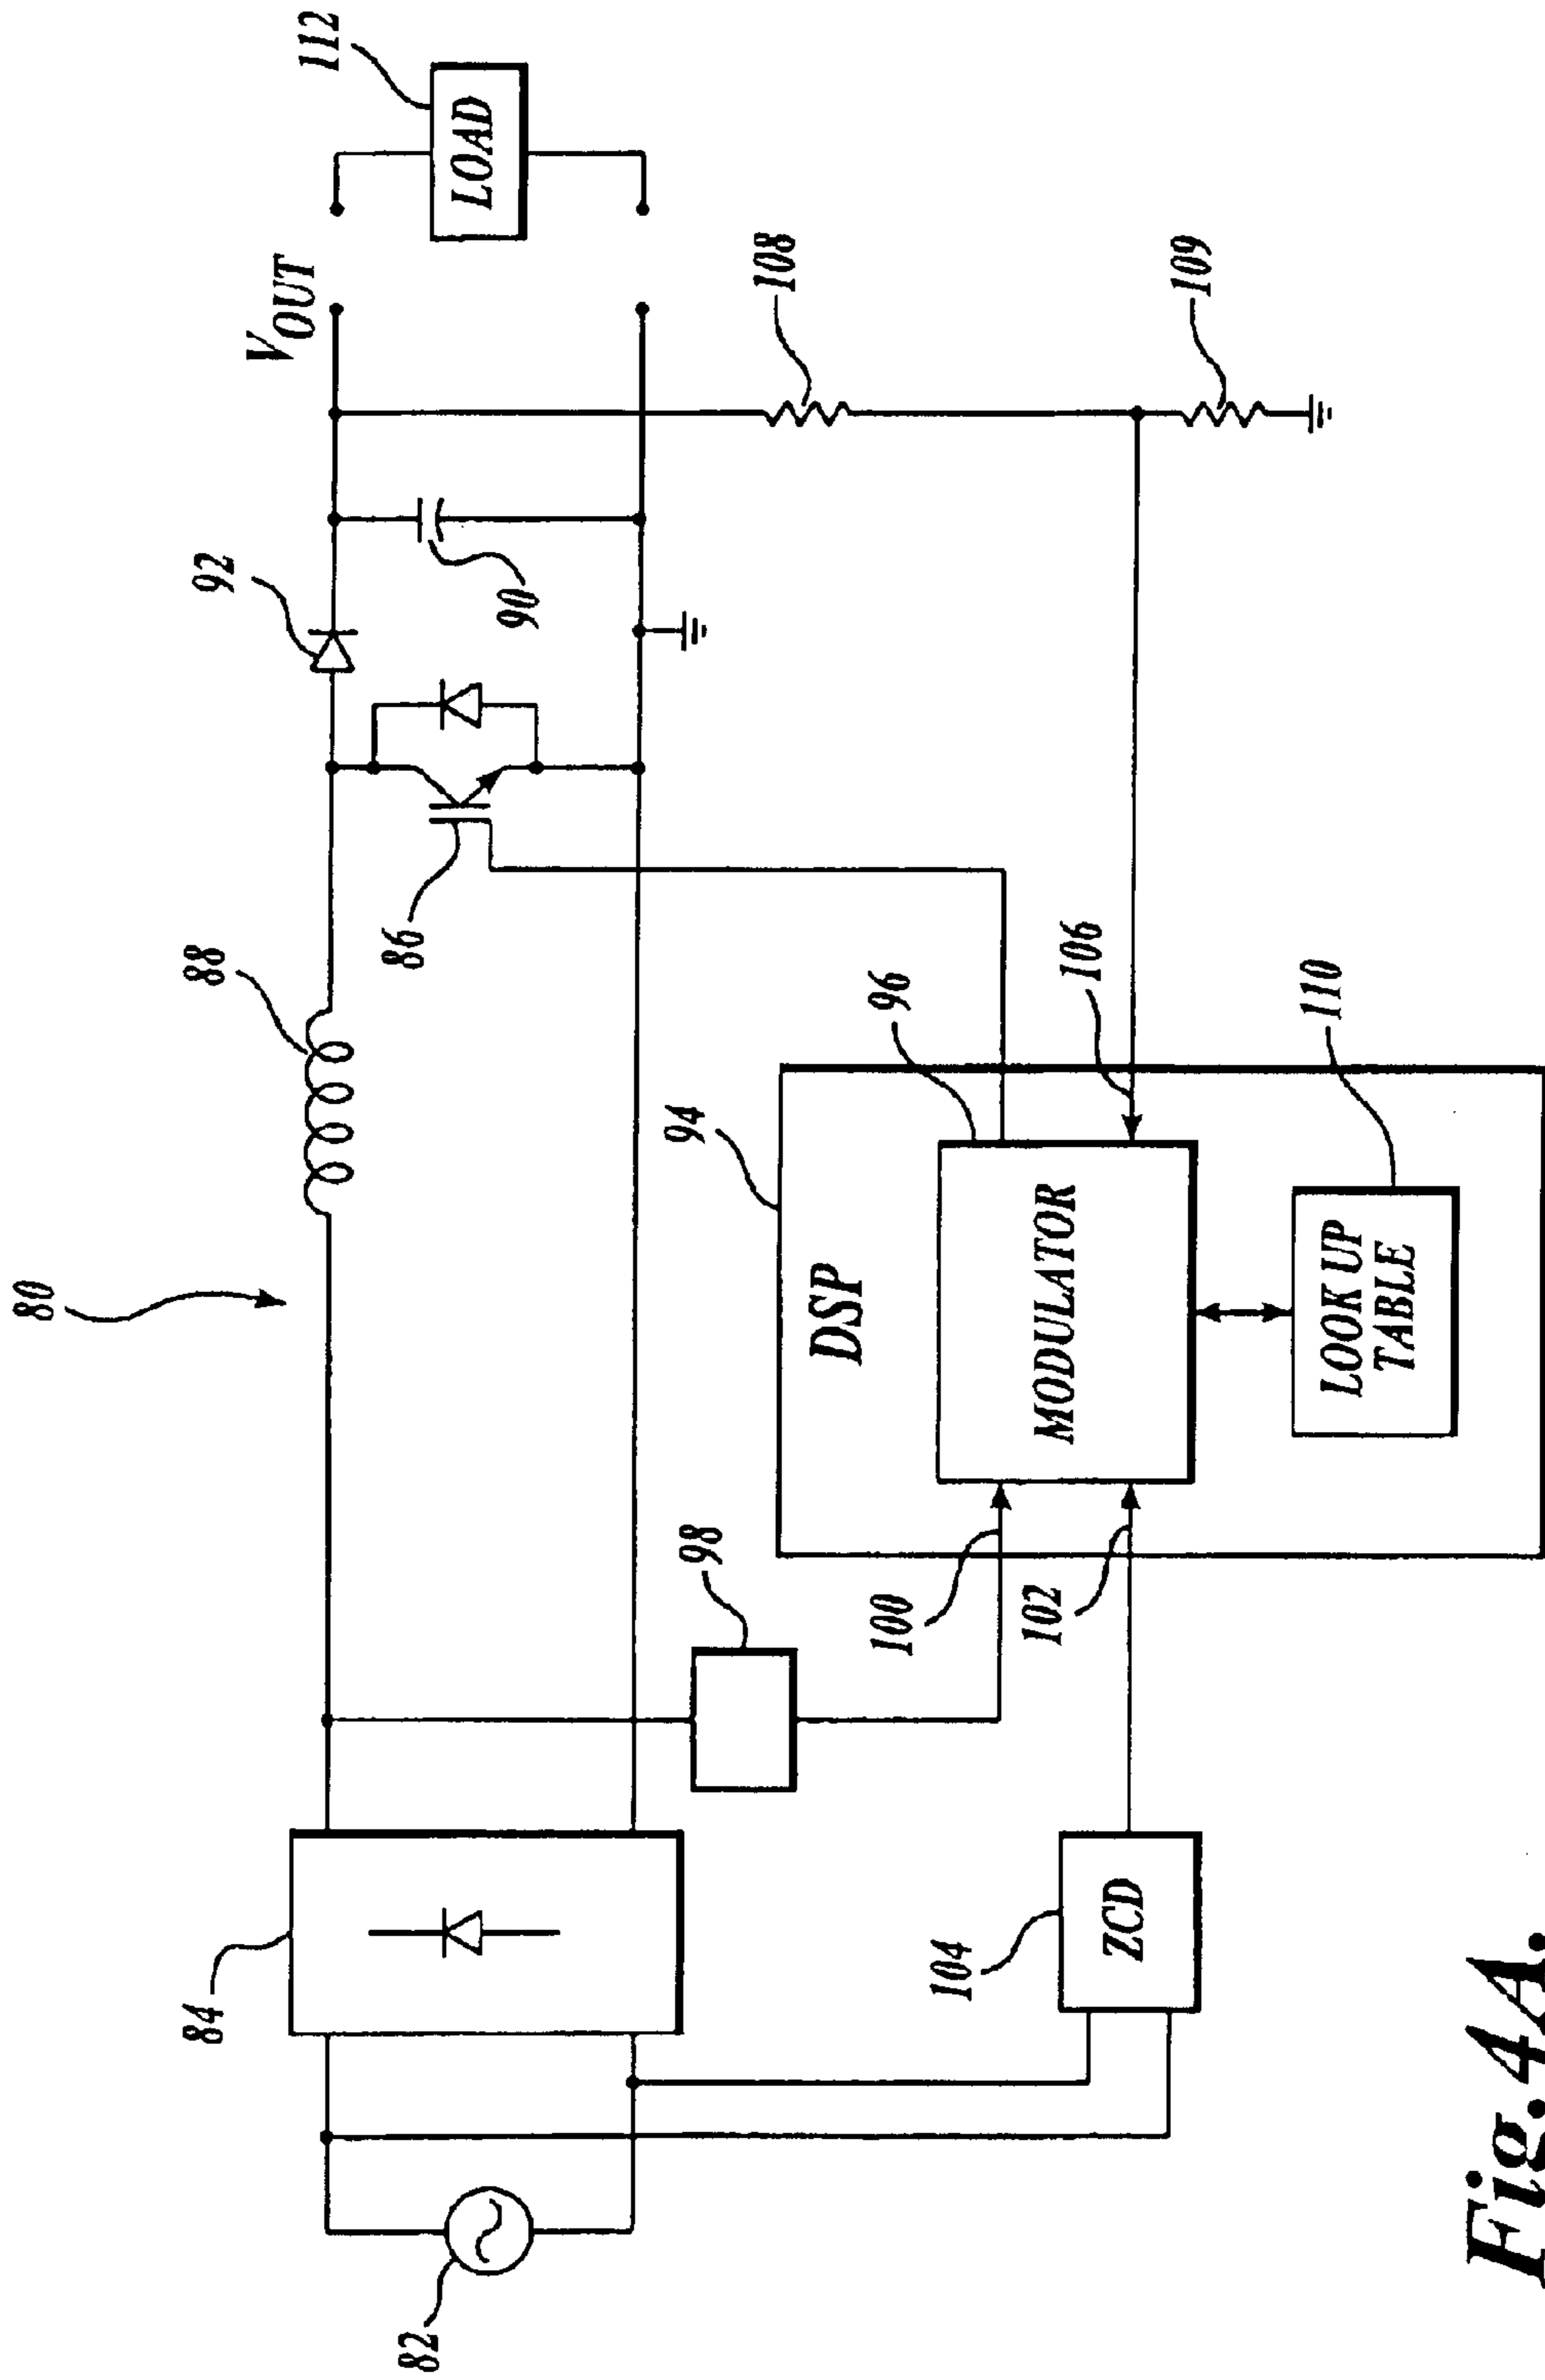 80
82
84
88
92
86
90
V OUT
112
LOAD
108
109
98
94
96
106
110
100
102
104
ZCD
DSP
MODULATOR
LOOK UP
TABLE
Fig. 4A.